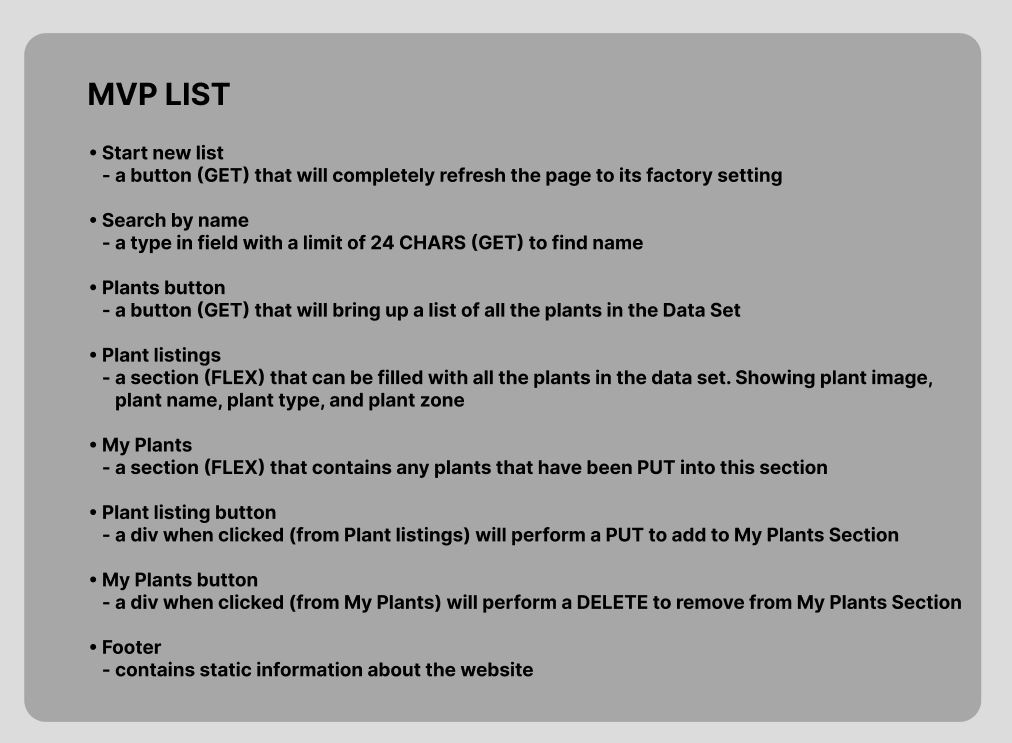 MVP LIST
• Start new list
- a button (GET) that will completely refresh the page to its factory setting
• Search by name
- a type in field with a limit of 24 CHARS (GET) to find name
• Plants button
- a button (GET) that will bring up a list of all the plants in the Data Set
• Plant listings
- a section (FLEX) that can be filled with all the plants in the data set. Showing plant image,
plant name, plant type, and plant zone
• My Plants
- a section (FLEX) that contains any plants that have been PUT into this section
• Plant listing button
- a div when clicked (from Plant listings) will perform a PUT to add to My Plants Section
• My Plants button
- a div when clicked (from My Plants) will perform a DELETE to remove from My Plants Section
• Footer
- contains static information about the website